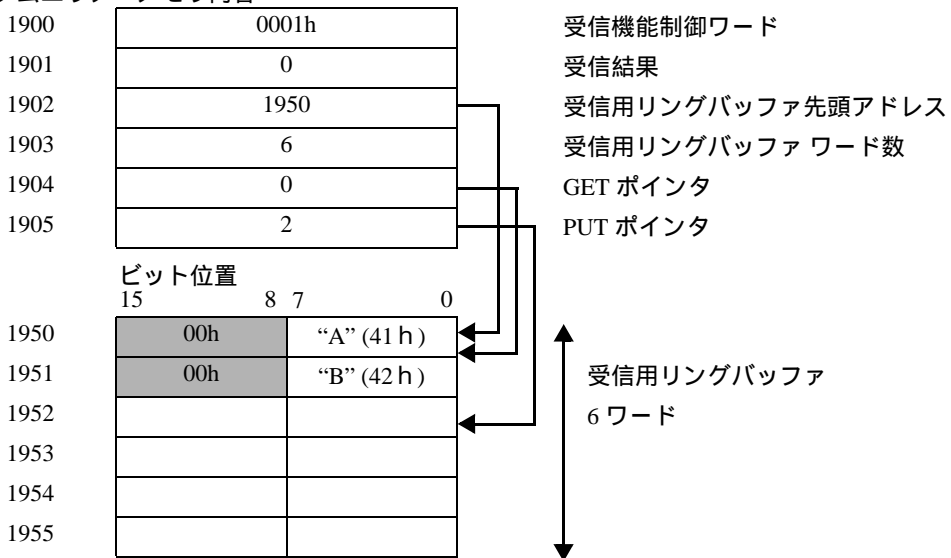 1900 0001h 受信機能制御ワード
1901 0 受信結果
1902 1950 受信用リングバッファ先頭アドレス
1903 6 受信用リングバッファ ワード数
1904 0 GET ポインタ
1905 2 PUT ポインタ
ビット位置
15 8 7 0
1950 00h “A” (41ｈ)
1951 00h “B” (42ｈ) 受信用リングバッファ
1952 6 ワード
1953
1954
1955